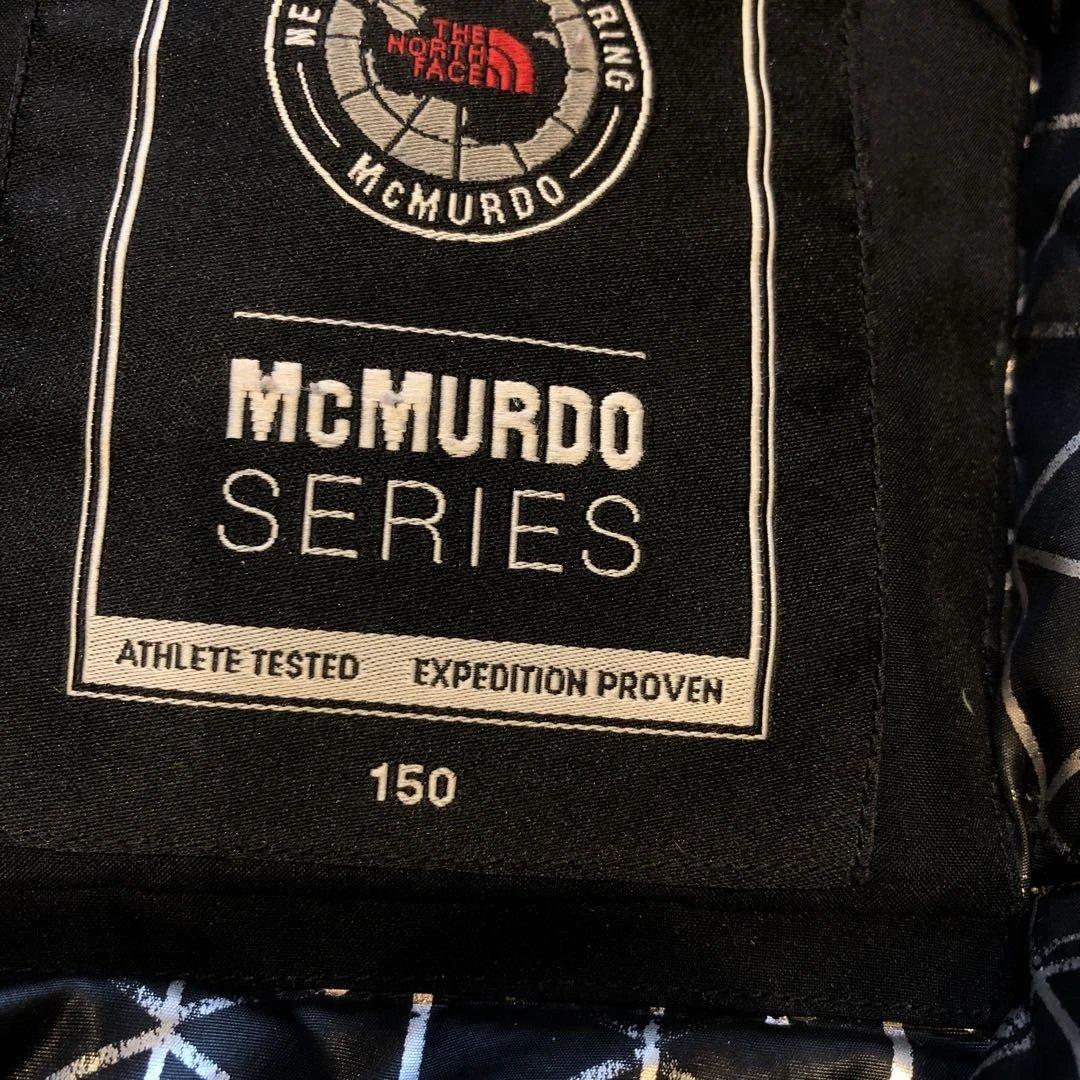 THE
NORTH
FACE
McMURDO
McMURDO
SERIES
ATHLETE TESTED EXPEDITION PROVEN
150